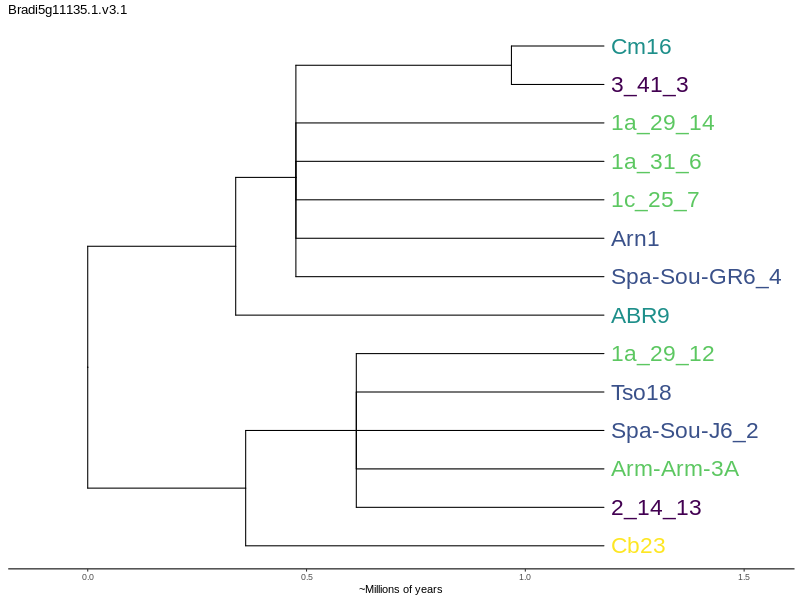 Bradi5g11135.1.v3.1
Cm16
3_41_3
1a_29_14
1a_31_6
1c_25_7
Arn1
Spa-Sou-GR6_4
ABR9
1a_29_12
Tso18
Spa-Sou-J6_2
Arm-Arm-3A
2_14_13
Cb23
0.0 0.5 1.0 1.5
~Millions of years